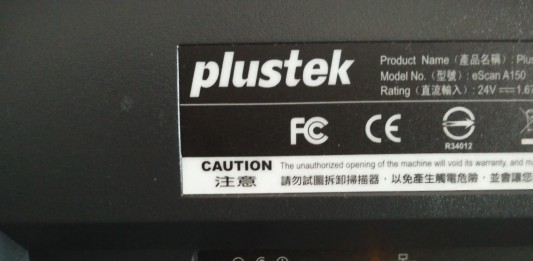 plustek
Product Name (產品名稱) : Plus
Model No. (型號) : eScan A150
Rating (直流輸入) : 24V ⎓ 1.67
FC CE
R34012
CAUTION The unauthorized opening of the machine will void its warranty, and
注意 請勿試圖拆卸掃描器，以免產生觸電危險，並會讓您